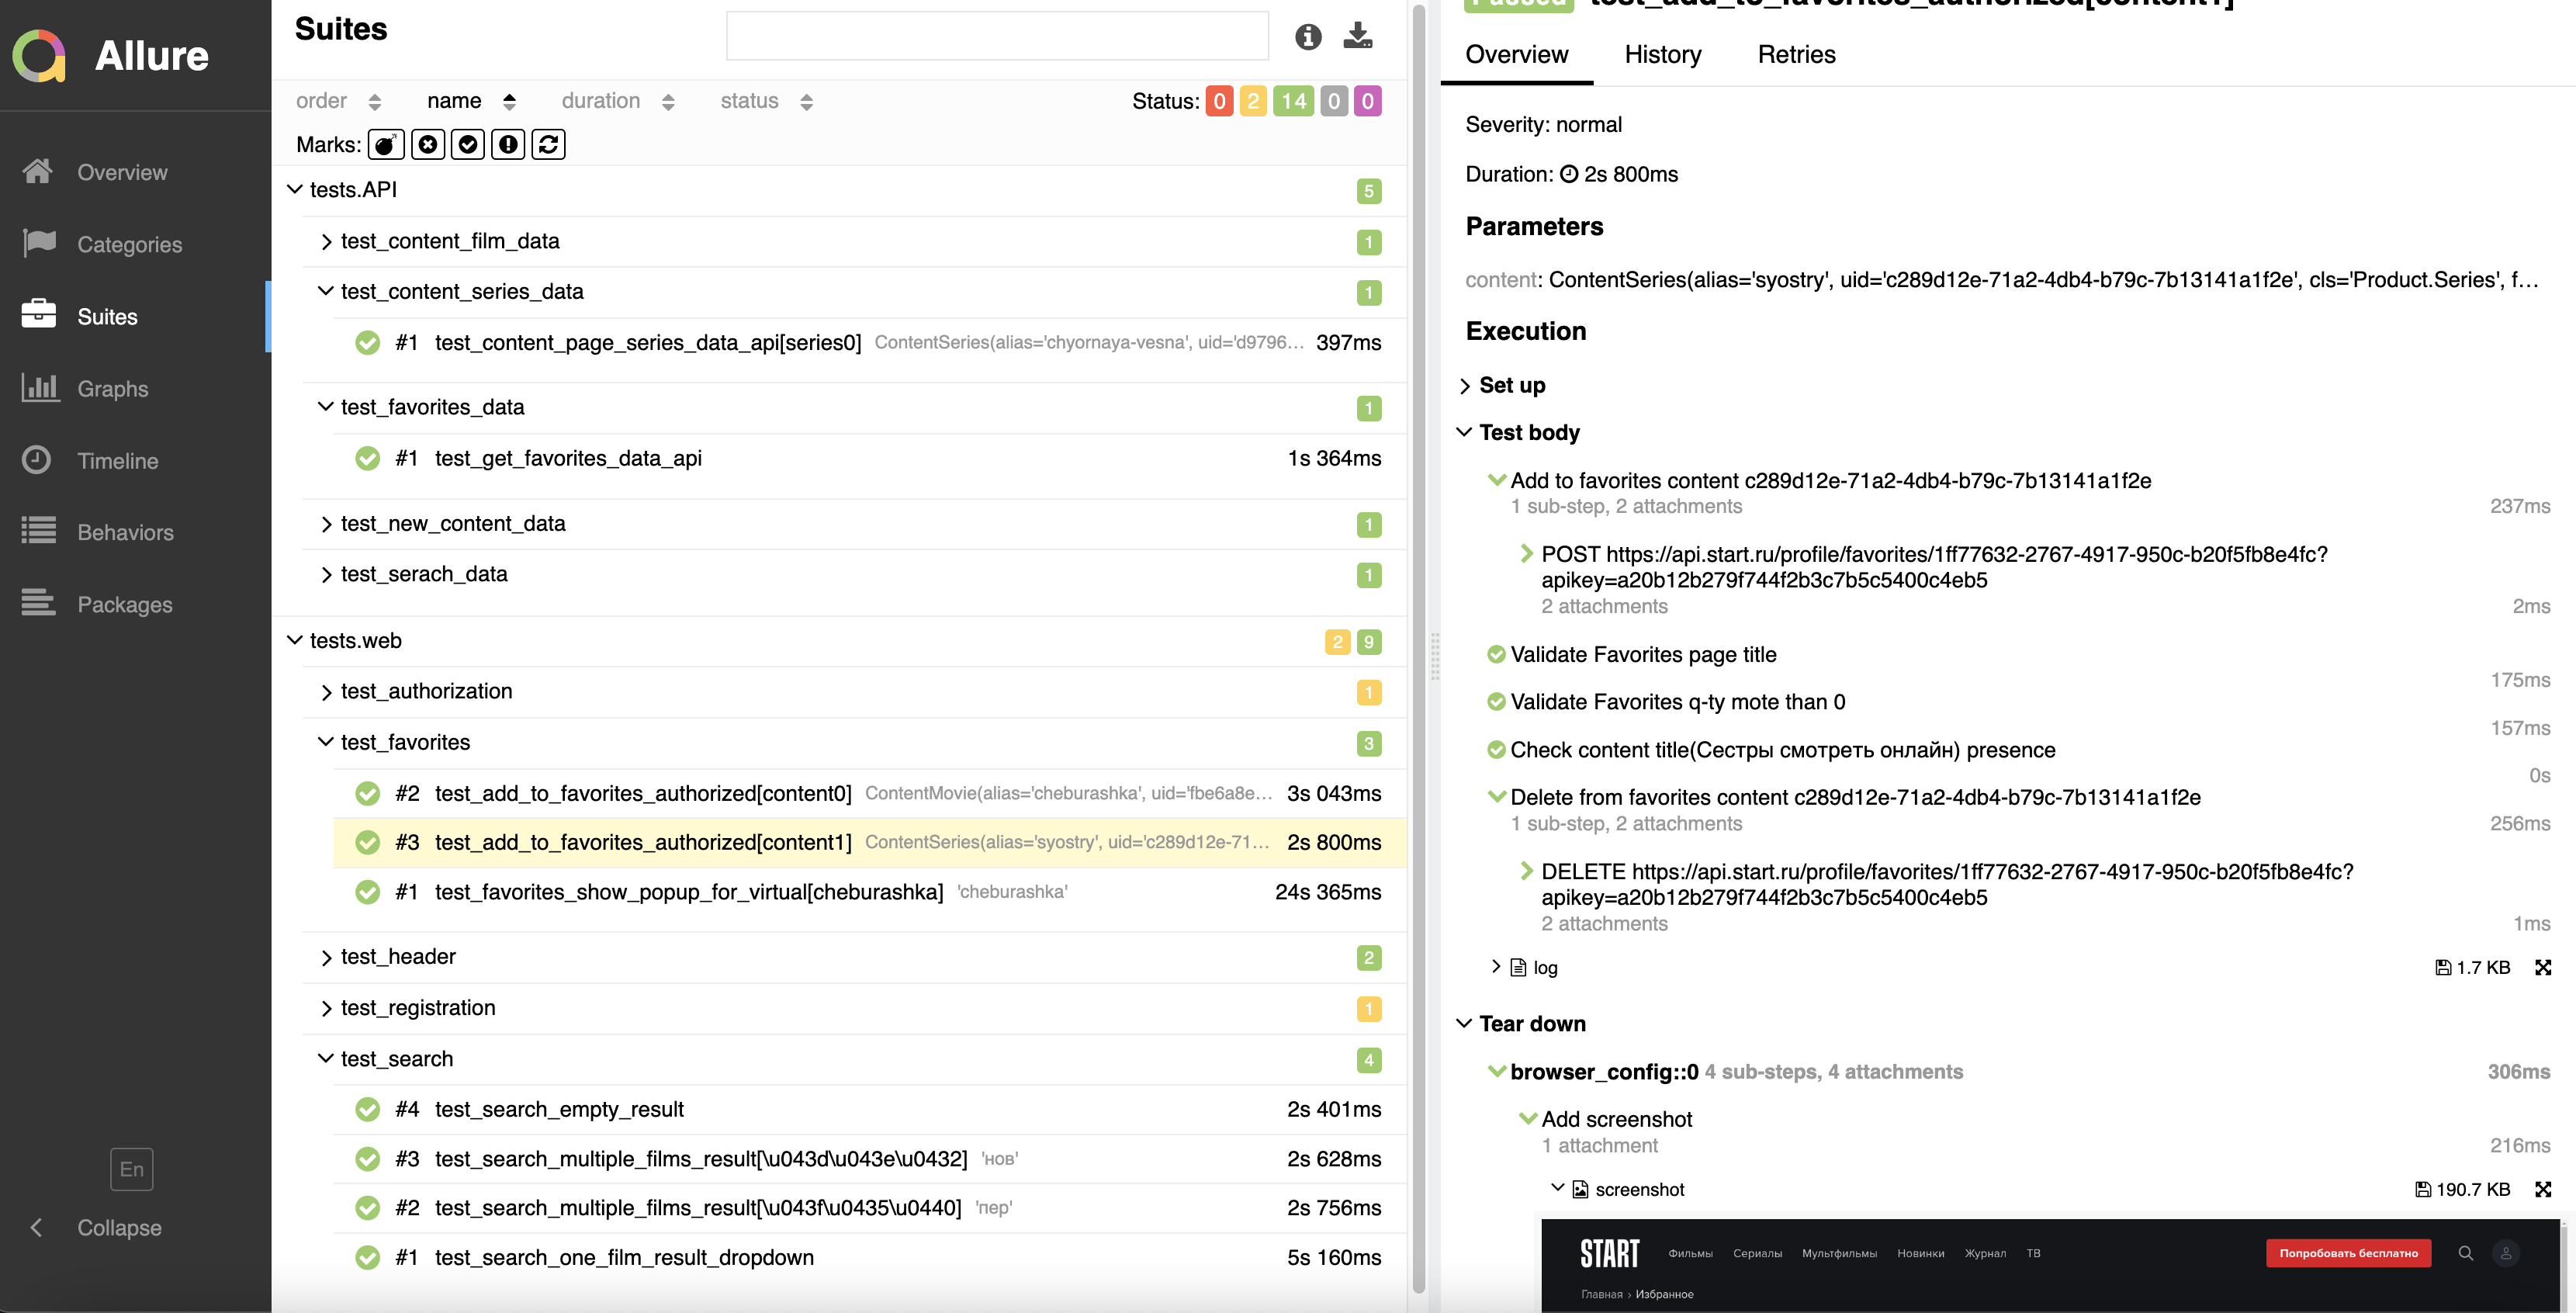 Allure
Overview
Categories
Suites
Graphs
Timeline
Behaviors
Packages
En
Collapse
Suites
order name duration status Status: 0 2 14 0 0
Marks:
tests.API 5
test_content_film_data 1
test_content_series_data 1
#1 test_content_page_series_data_api[series0] ContentSeries(alias='chyornaya-vesna', uid='d9796... 397ms
test_favorites_data 1
#1 test_get_favorites_data_api 1s 364ms
test_new_content_data 1
test_serach_data 1
tests.web 2 9
test_authorization 1
test_favorites 3
#2 test_add_to_favorites_authorized[content0] ContentMovie(alias='cheburashka', uid='fbe6a8e... 3s 043ms
#3 test_add_to_favorites_authorized[content1] ContentSeries(alias='syostry', uid='c289d12e-71... 2s 800ms
#1 test_favorites_show_popup_for_virtual[cheburashka] 'cheburashka' 24s 365ms
test_header 2
test_registration 1
test_search 4
#4 test_search_empty_result 2s 401ms
#3 test_search_multiple_films_result[\u043d\u043e\u0432] 'нов' 2s 628ms
#2 test_search_multiple_films_result[\u043f\u0435\u0440] 'пер' 2s 756ms
#1 test_search_one_film_result_dropdown 5s 160ms
Passed test_add_to_favorites_authorized[content1]
Overview History Retries
Severity: normal
Duration: 2s 800ms
Parameters
content: ContentSeries(alias='syostry', uid='c289d12e-71a2-4db4-b79c-7b13141a1f2e', cls='Product.Series', f...
Execution
Set up
Test body
Add to favorites content c289d12e-71a2-4db4-b79c-7b13141a1f2e
1 sub-step, 2 attachments 237ms
POST https://api.start.ru/profile/favorites/1ff77632-2767-4917-950c-b20f5fb8e4fc?
apikey=a20b12b279f744f2b3c7b5c5400c4eb5
2 attachments 2ms
Validate Favorites page title
175ms
Validate Favorites q-ty mote than 0
157ms
Check content title(Сестры смотреть онлайн) presence
0s
Delete from favorites content c289d12e-71a2-4db4-b79c-7b13141a1f2e
1 sub-step, 2 attachments 256ms
DELETE https://api.start.ru/profile/favorites/1ff77632-2767-4917-950c-b20f5fb8e4fc?
apikey=a20b12b279f744f2b3c7b5c5400c4eb5
2 attachments 1ms
log 1.7 KB
Tear down
browser_config::0 4 sub-steps, 4 attachments 306ms
Add screenshot
1 attachment 216ms
screenshot 190.7 KB
START Фильмы Сериалы Мультфильмы Новинки Журнал ТВ Попробовать бесплатно
Главная › Избранное